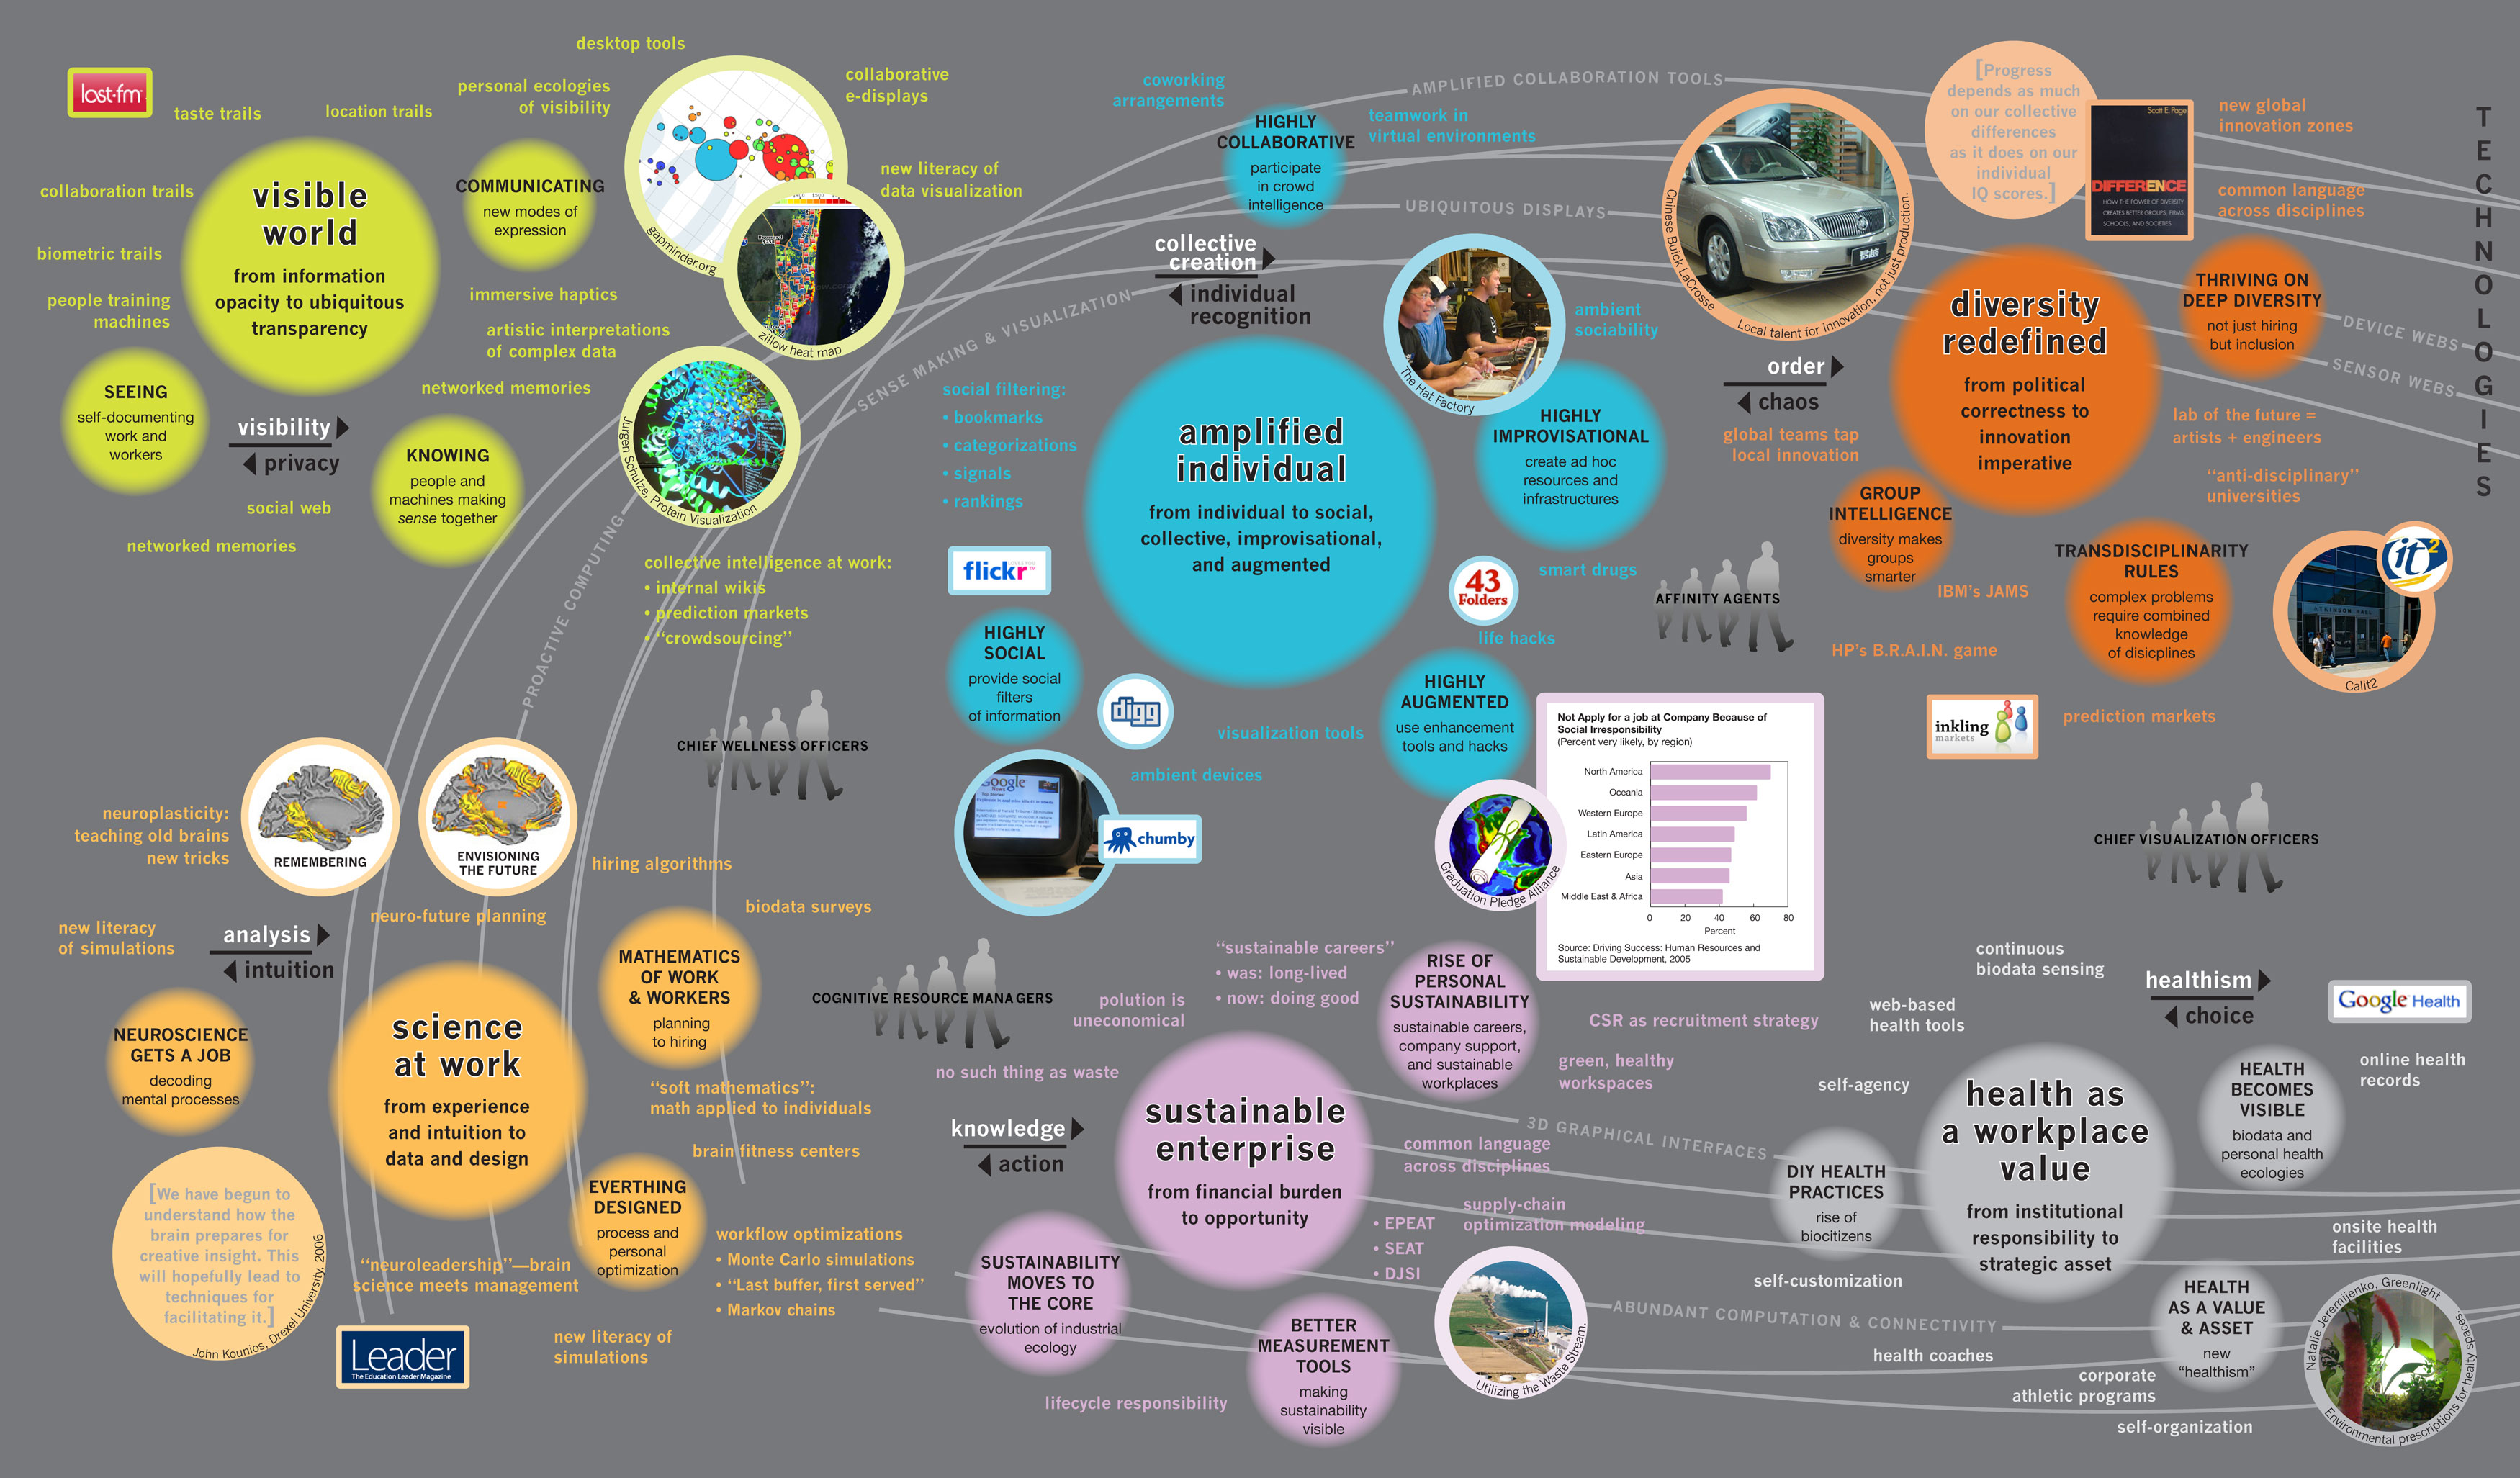 desktop tools
last.fm
taste trails
location trails
personal ecologies
of visibility
collaborative
e-displays
visible
world
from information
opacity to ubiquitous
transparency
COMMUNICATING
new modes of
expression
collaboration trails
biometric trails
people training
machines
new literacy of
data visualization
gapminder.org
zillow heat map
immersive haptics
artistic interpretations
of complex data
networked memories
SEEING
self-documenting
work and
workers
visibility
privacy
KNOWING
people and
machines making
sense together
social web
networked memories
Jurgen Schulze, Protein Visualization
collective intelligence at work:
• internal wikis
• prediction markets
• “crowdsourcing”
PROACTIVE COMPUTING
SENSE MAKING & VISUALIZATION
AMPLIFIED COLLABORATION TOOLS
UBIQUITOUS DISPLAYS
coworking
arrangements
HIGHLY
COLLABORATIVE
participate
in crowd
intelligence
teamwork in
virtual environments
collective
creation
individual
recognition
The Hat Factory
ambient
sociability
social filtering:
• bookmarks
• categorizations
• signals
• rankings
amplified
individual
from individual to social,
collective, improvisational,
and augmented
HIGHLY
IMPROVISATIONAL
create ad hoc
resources and
infrastructures
flickr
HIGHLY
SOCIAL
provide social
filters
of information
digg
43
Folders
smart drugs
life hacks
HIGHLY
AUGMENTED
use enhancement
tools and hacks
visualization tools
ambient devices
Google
News
chumby
Chinese Buick LaCrosse
Local talent for innovation, not just production.
[Progress
depends as much
on our collective
differences
as it does on our
individual
IQ scores.]
Scott E. Page
DIFFERENCE
HOW THE POWER OF DIVERSITY
CREATES BETTER GROUPS, FIRMS,
SCHOOLS, AND SOCIETIES
new global
innovation zones
common language
across disciplines
TECHNOLOGIES
diversity
redefined
from political
correctness to
innovation
imperative
THRIVING ON
DEEP DIVERSITY
not just hiring
but inclusion
DEVICE WEBS
SENSOR WEBS
order
chaos
global teams tap
local innovation
lab of the future =
artists + engineers
“anti-disciplinary”
universities
GROUP
INTELLIGENCE
diversity makes
groups
smarter
IBM's JAMS
HP's B.R.A.I.N. game
TRANSDISCIPLINARITY
RULES
complex problems
require combined
knowledge
of disicplines
it2
ATKINSON HALL
Calit2
AFFINITY AGENTS
inkling
markets
prediction markets
CHIEF WELLNESS OFFICERS
CHIEF VISUALIZATION OFFICERS
COGNITIVE RESOURCE MANAGERS
neuroplasticity:
teaching old brains
new tricks
REMEMBERING
ENVISIONING
THE FUTURE
hiring algorithms
neuro-future planning
biodata surveys
new literacy
of simulations
analysis
intuition
NEUROSCIENCE
GETS A JOB
decoding
mental processes
science
at work
from experience
and intuition to
data and design
MATHEMATICS
OF WORK
& WORKERS
planning
to hiring
“soft mathematics”:
math applied to individuals
brain fitness centers
EVERTHING
DESIGNED
process and
personal
optimization
workflow optimizations
• Monte Carlo simulations
• “Last buffer, first served”
• Markov chains
[We have begun to
understand how the
brain prepares for
creative insight. This
will hopefully lead to
techniques for
facilitating it.]
John Kounios, Drexel University, 2006
“neuroleadership”—brain
science meets management
Leader
The Education Leader Magazine
new literacy of
simulations
Not Apply for a job at Company Because of
Social Irresponsibility
(Percent very likely, by region)
North America
Oceania
Western Europe
Latin America
Eastern Europe
Asia
Middle East & Africa
0 20 40 60 80
Percent
Source: Driving Success: Human Resources and
Sustainable Development, 2005
Graduation Pledge Alliance
“sustainable careers”
• was: long-lived
• now: doing good
polution is
uneconomical
no such thing as waste
RISE OF
PERSONAL
SUSTAINABILITY
sustainable careers,
company support,
and sustainable
workplaces
CSR as recruitment strategy
green, healthy
workspaces
knowledge
action
sustainable
enterprise
from financial burden
to opportunity
3D GRAPHICAL INTERFACES
common language
across disciplines
supply-chain
optimization modeling
• EPEAT
• SEAT
• DJSI
SUSTAINABILITY
MOVES TO
THE CORE
evolution of industrial
ecology
BETTER
MEASUREMENT
TOOLS
making
sustainability
visible
lifecycle responsibility
Utilizing the Waste Stream.
ABUNDANT COMPUTATION & CONNECTIVITY
continuous
biodata sensing
web-based
health tools
self-agency
healthism
choice
Google Health
health as
a workplace
value
from institutional
responsibility to
strategic asset
HEALTH
BECOMES
VISIBLE
biodata and
personal health
ecologies
online health
records
DIY HEALTH
PRACTICES
rise of
biocitizens
self-customization
onsite health
facilities
HEALTH
AS A VALUE
& ASSET
new
“healthism”
health coaches
corporate
athletic programs
self-organization
Natalie Jeremijenko, Greenlight
Environmental prescriptions for healty spaces.